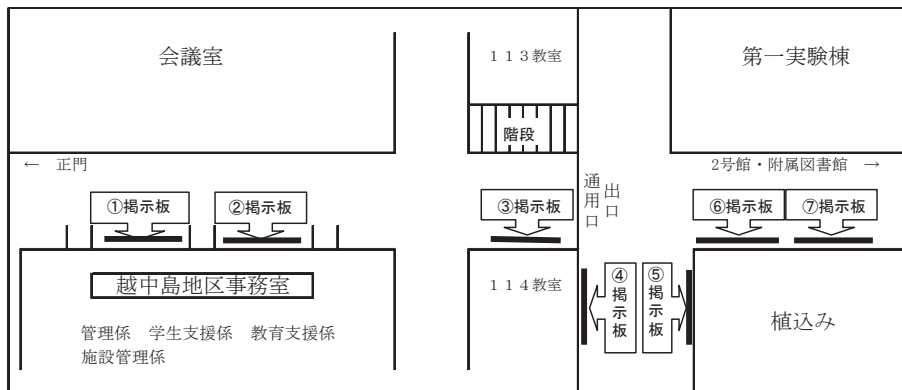 会議室
113教室
第一実験棟
階段
← 正門
2号館・附属図書館 →
通用口
出口
①掲示板
②掲示板
③掲示板
⑥掲示板
⑦掲示板
④掲示板
⑤掲示板
越中島地区事務室
114教室
植込み
管理係 学生支援係 教育支援係
施設管理係